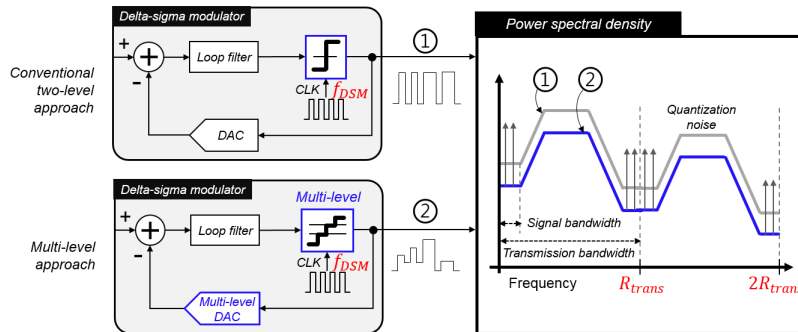 Delta-sigma modulator
Power spectral density
+
-
Loop filter
CLK
f_DSM
DAC
1
Conventional
two-level
approach
Delta-sigma modulator
Multi-level
+
-
Loop filter
CLK
f_DSM
Multi-level
DAC
2
Multi-level
approach
1
2
Quantization
noise
Signal bandwidth
Transmission bandwidth
Frequency
R_trans
2R_trans